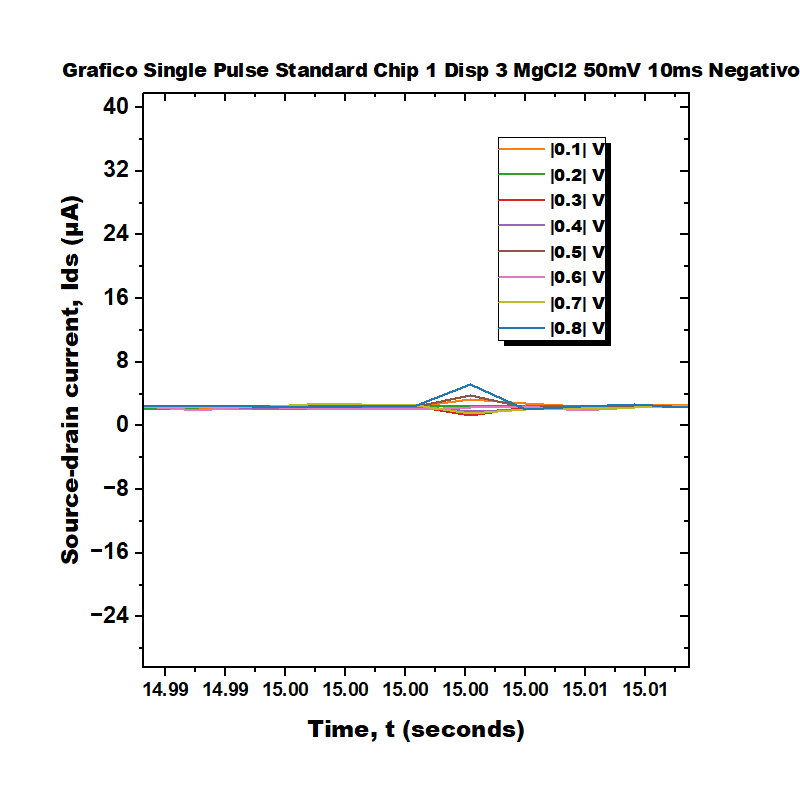 Grafico Single Pulse Standard Chip 1 Disp 3 MgCl2 50mV 10ms Negativo
40
32
24
16
8
0
−8
−16
−24
Source-drain current, Ids (µA)
|0.1| V
|0.2| V
|0.3| V
|0.4| V
|0.5| V
|0.6| V
|0.7| V
|0.8| V
14.99 14.99 15.00 15.00 15.00 15.00 15.00 15.01 15.01
Time, t (seconds)